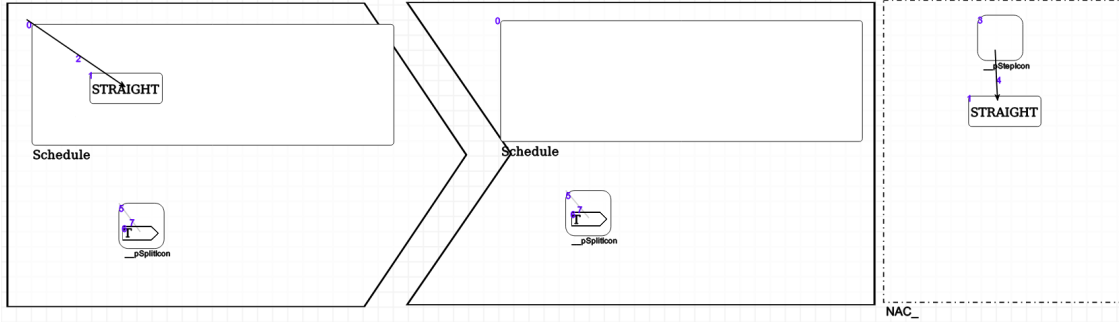 0
2
1
STRAIGHT
Schedule
5
7
T
__pSplitIcon
0
Schedule
5
7
T
__pSplitIcon
3
__pStepIcon
4
1
STRAIGHT
NAC_